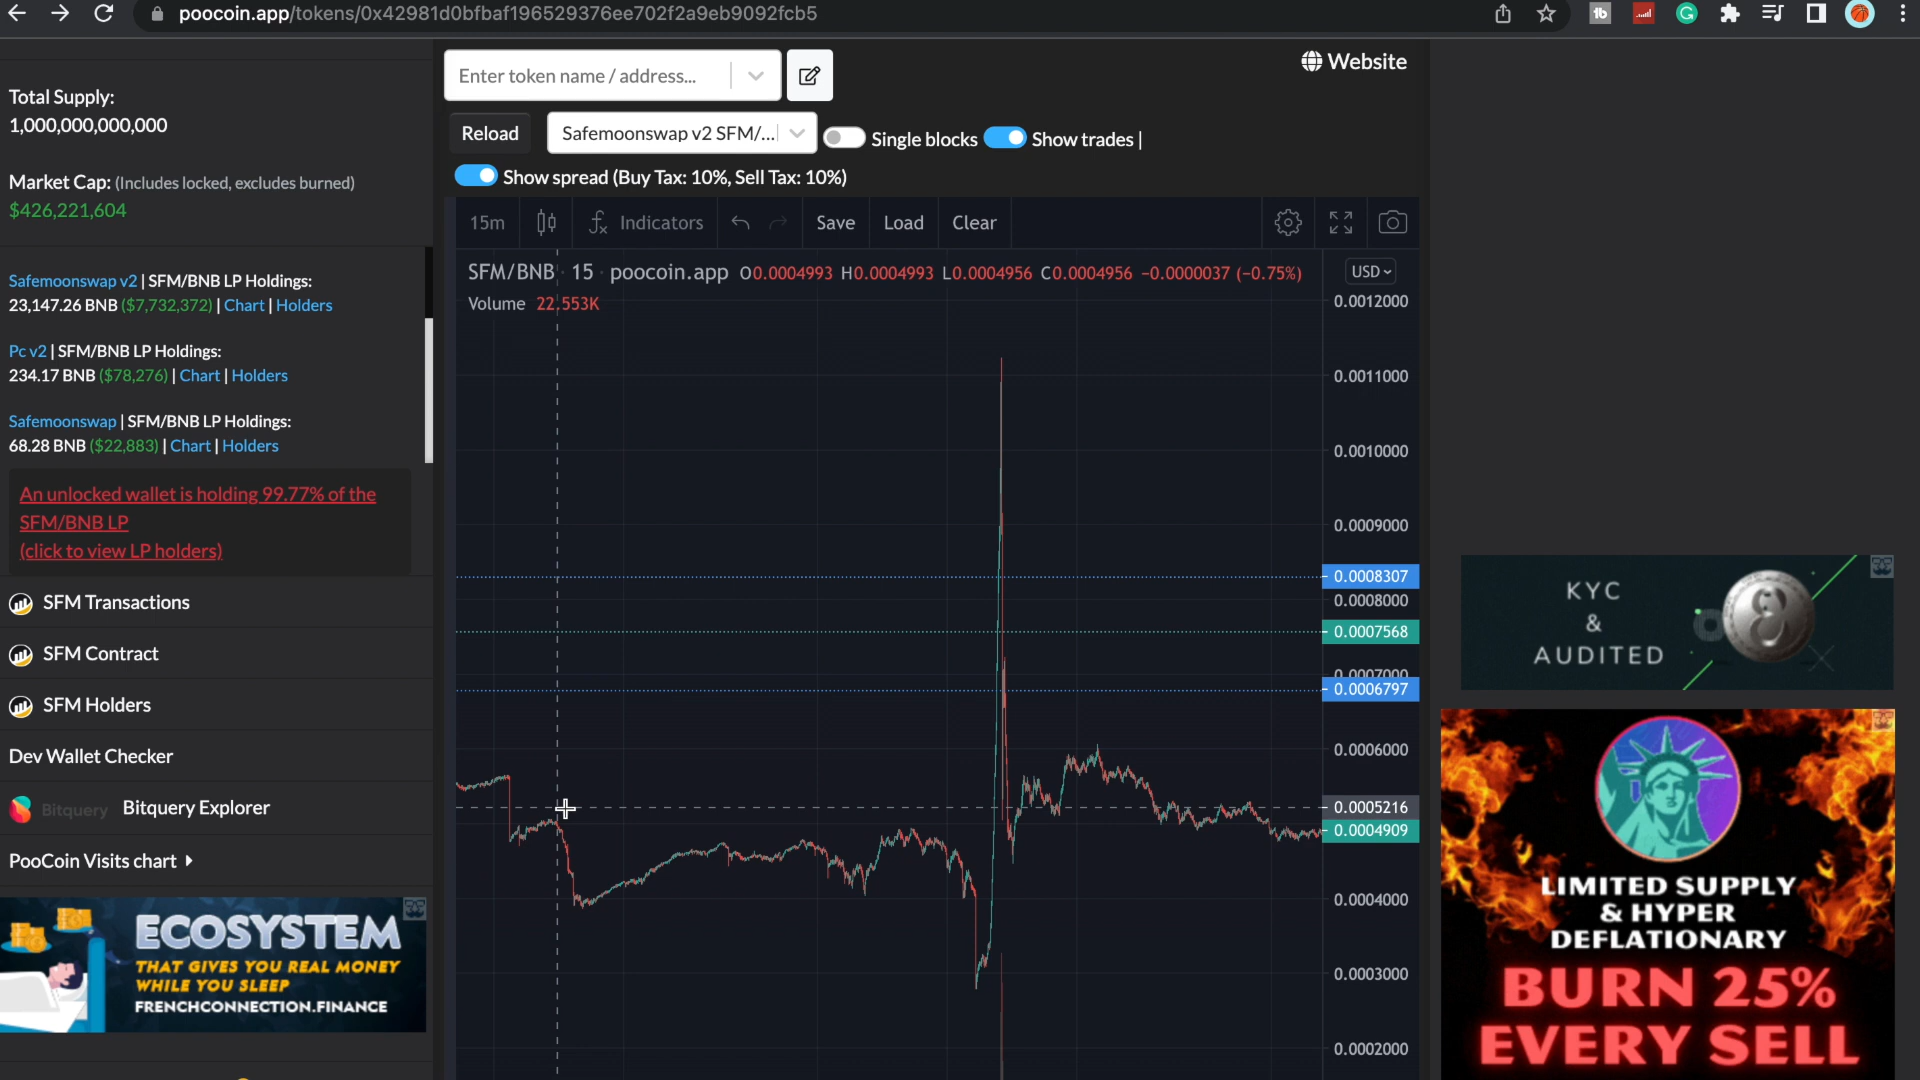 poocoin.app/tokens/0x42981d0bfbaf196529376ee702f2a9eb9092fcb5
Total Supply:
1,000,000,000,000
Market Cap: (Includes locked, excludes burned)
$426,221,604
Safemoonswap v2 | SFM/BNB LP Holdings:
23,147.26 BNB ($7,732,372) | Chart | Holders
Pc v2 | SFM/BNB LP Holdings:
234.17 BNB ($78,276) | Chart | Holders
Safemoonswap | SFM/BNB LP Holdings:
68.28 BNB ($22,883) | Chart | Holders
An unlocked wallet is holding 99.77% of the
SFM/BNB LP
(click to view LP holders)
SFM Transactions
SFM Contract
SFM Holders
Dev Wallet Checker
Bitquery Bitquery Explorer
PooCoin Visits chart
ECOSYSTEM
THAT GIVES YOU REAL MONEY
WHILE YOU SLEEP
FRENCHCONNECTION.FINANCE
Enter token name / address...
Website
Reload
Safemoonswap v2 SFM/...
Single blocks
Show trades |
Show spread (Buy Tax: 10%, Sell Tax: 10%)
15m
Indicators
Save
Load
Clear
SFM/BNB · 15 · poocoin.app O0.0004993 H0.0004993 L0.0004956 C0.0004956 −0.0000037 (−0.75%)
USD
Volume 22.553K
0.0012000
0.0011000
0.0010000
0.0009000
0.0008307
0.0008000
0.0007568
0.0007000
0.0006797
0.0006000
0.0005216
0.0004909
0.0004000
0.0003000
0.0002000
KYC
&
AUDITED
LIMITED SUPPLY
& HYPER
DEFLATIONARY
BURN 25%
EVERY SELL